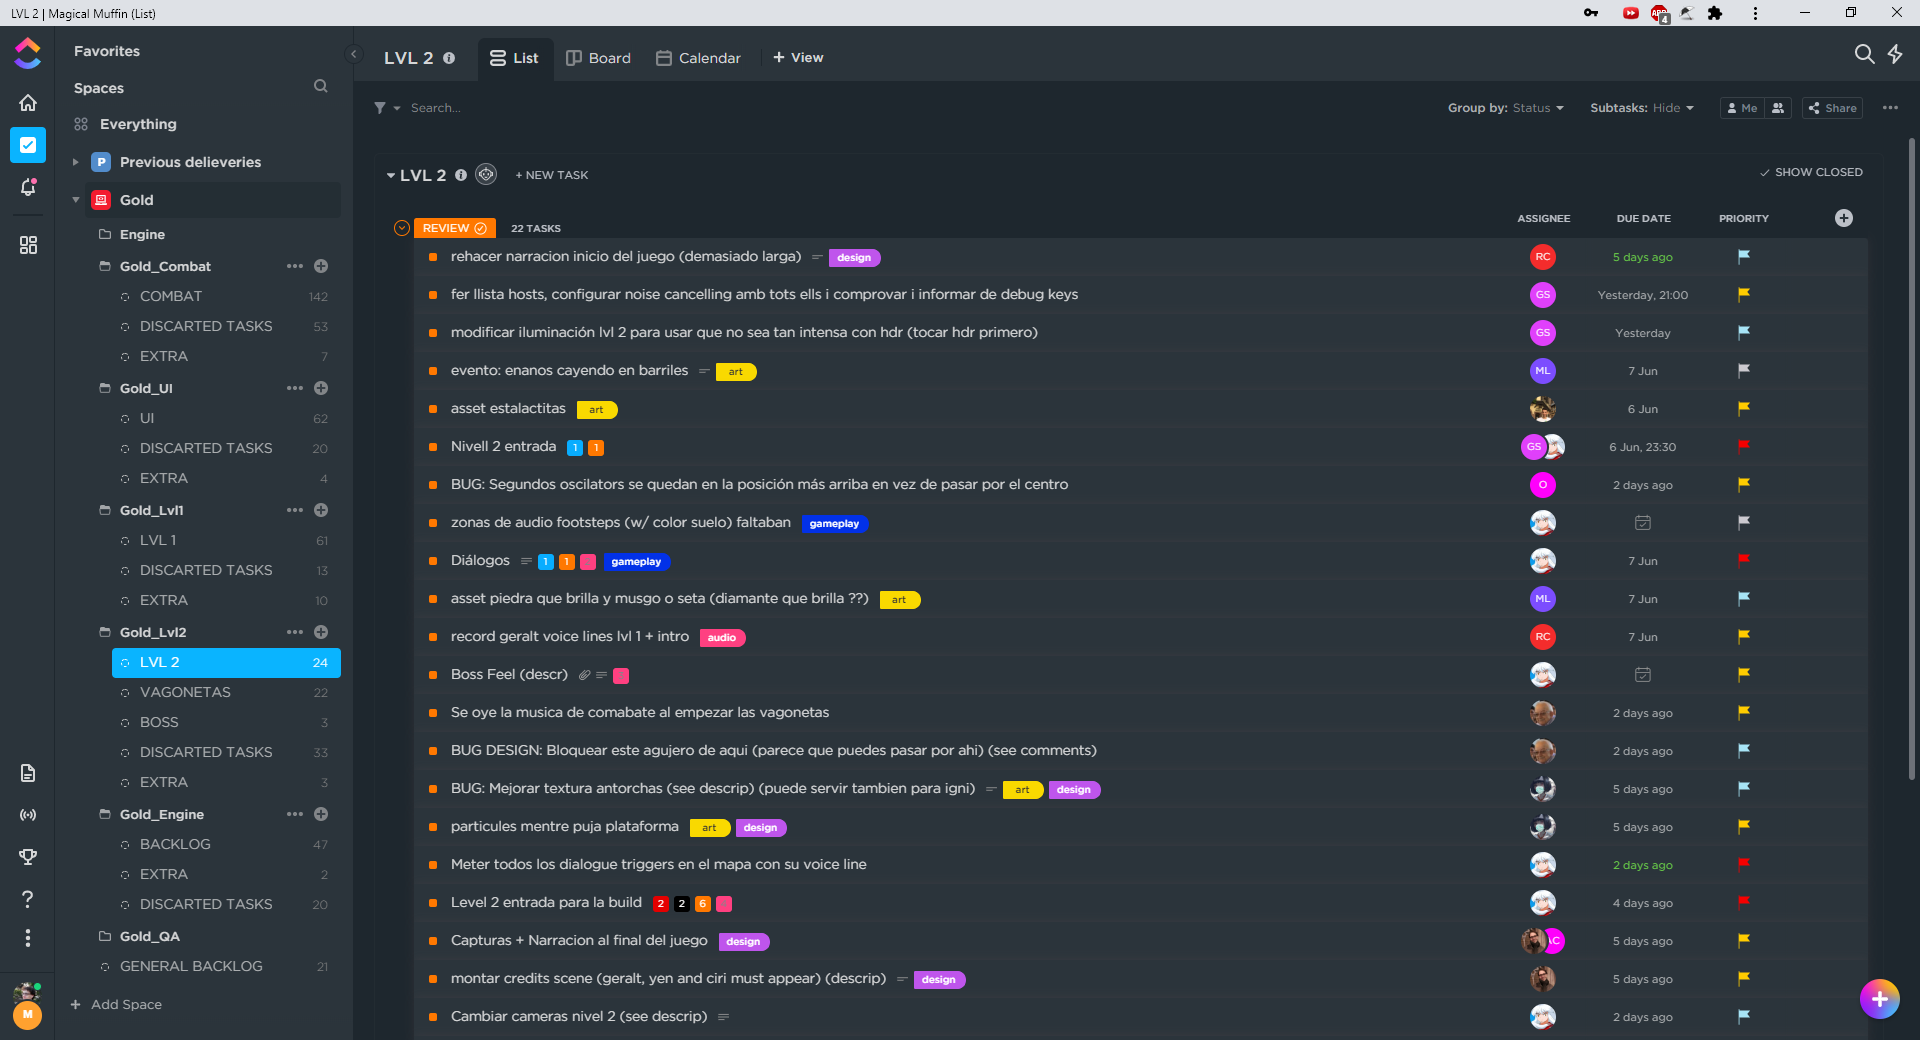 LVL 2 | Magical Muffin (List)
4
Favorites
Spaces
Everything
P Previous delieveries
Gold
Engine
Gold_Combat
COMBAT 142
DISCARTED TASKS 53
EXTRA 7
Gold_UI
UI 62
DISCARTED TASKS 20
EXTRA 4
Gold_Lvl1
LVL 1 61
DISCARTED TASKS 13
EXTRA 10
Gold_Lvl2
LVL 2 24
VAGONETAS 22
BOSS 3
DISCARTED TASKS 33
EXTRA 3
Gold_Engine
BACKLOG 47
EXTRA 2
DISCARTED TASKS 20
Gold_QA
GENERAL BACKLOG 21
+ Add Space
M
LVL 2 List Board Calendar + View
Search... Group by: Status Subtasks: Hide Me Share
LVL 2 + NEW TASK SHOW CLOSED
REVIEW 22 TASKS ASSIGNEE DUE DATE PRIORITY
rehacer narracion inicio del juego (demasiado larga) design RC 5 days ago
fer llista hosts, configurar noise cancelling amb tots ells i comprovar i informar de debug keys GS Yesterday, 21:00
modificar iluminación lvl 2 para usar que no sea tan intensa con hdr (tocar hdr primero) GS Yesterday
evento: enanos cayendo en barriles art ML 7 Jun
asset estalactitas art 6 Jun
Nivell 2 entrada 1 1 GS 6 Jun, 23:30
BUG: Segundos oscilators se quedan en la posición más arriba en vez de pasar por el centro O 2 days ago
zonas de audio footsteps (w/ color suelo) faltaban gameplay
Diálogos 1 1 gameplay 7 Jun
asset piedra que brilla y musgo o seta (diamante que brilla ??) art ML 7 Jun
record geralt voice lines lvl 1 + intro audio RC 7 Jun
Boss Feel (descr)
Se oye la musica de comabate al empezar las vagonetas 2 days ago
BUG DESIGN: Bloquear este agujero de aqui (parece que puedes pasar por ahi) (see comments) 2 days ago
BUG: Mejorar textura antorchas (see descrip) (puede servir tambien para igni) art design 5 days ago
particules mentre puja plataforma art design 5 days ago
Meter todos los dialogue triggers en el mapa con su voice line 2 days ago
Level 2 entrada para la build 2 2 6 4 days ago
Capturas + Narracion al final del juego design 5 days ago
montar credits scene (geralt, yen and ciri must appear) (descrip) design 5 days ago
Cambiar cameras nivel 2 (see descrip) 2 days ago